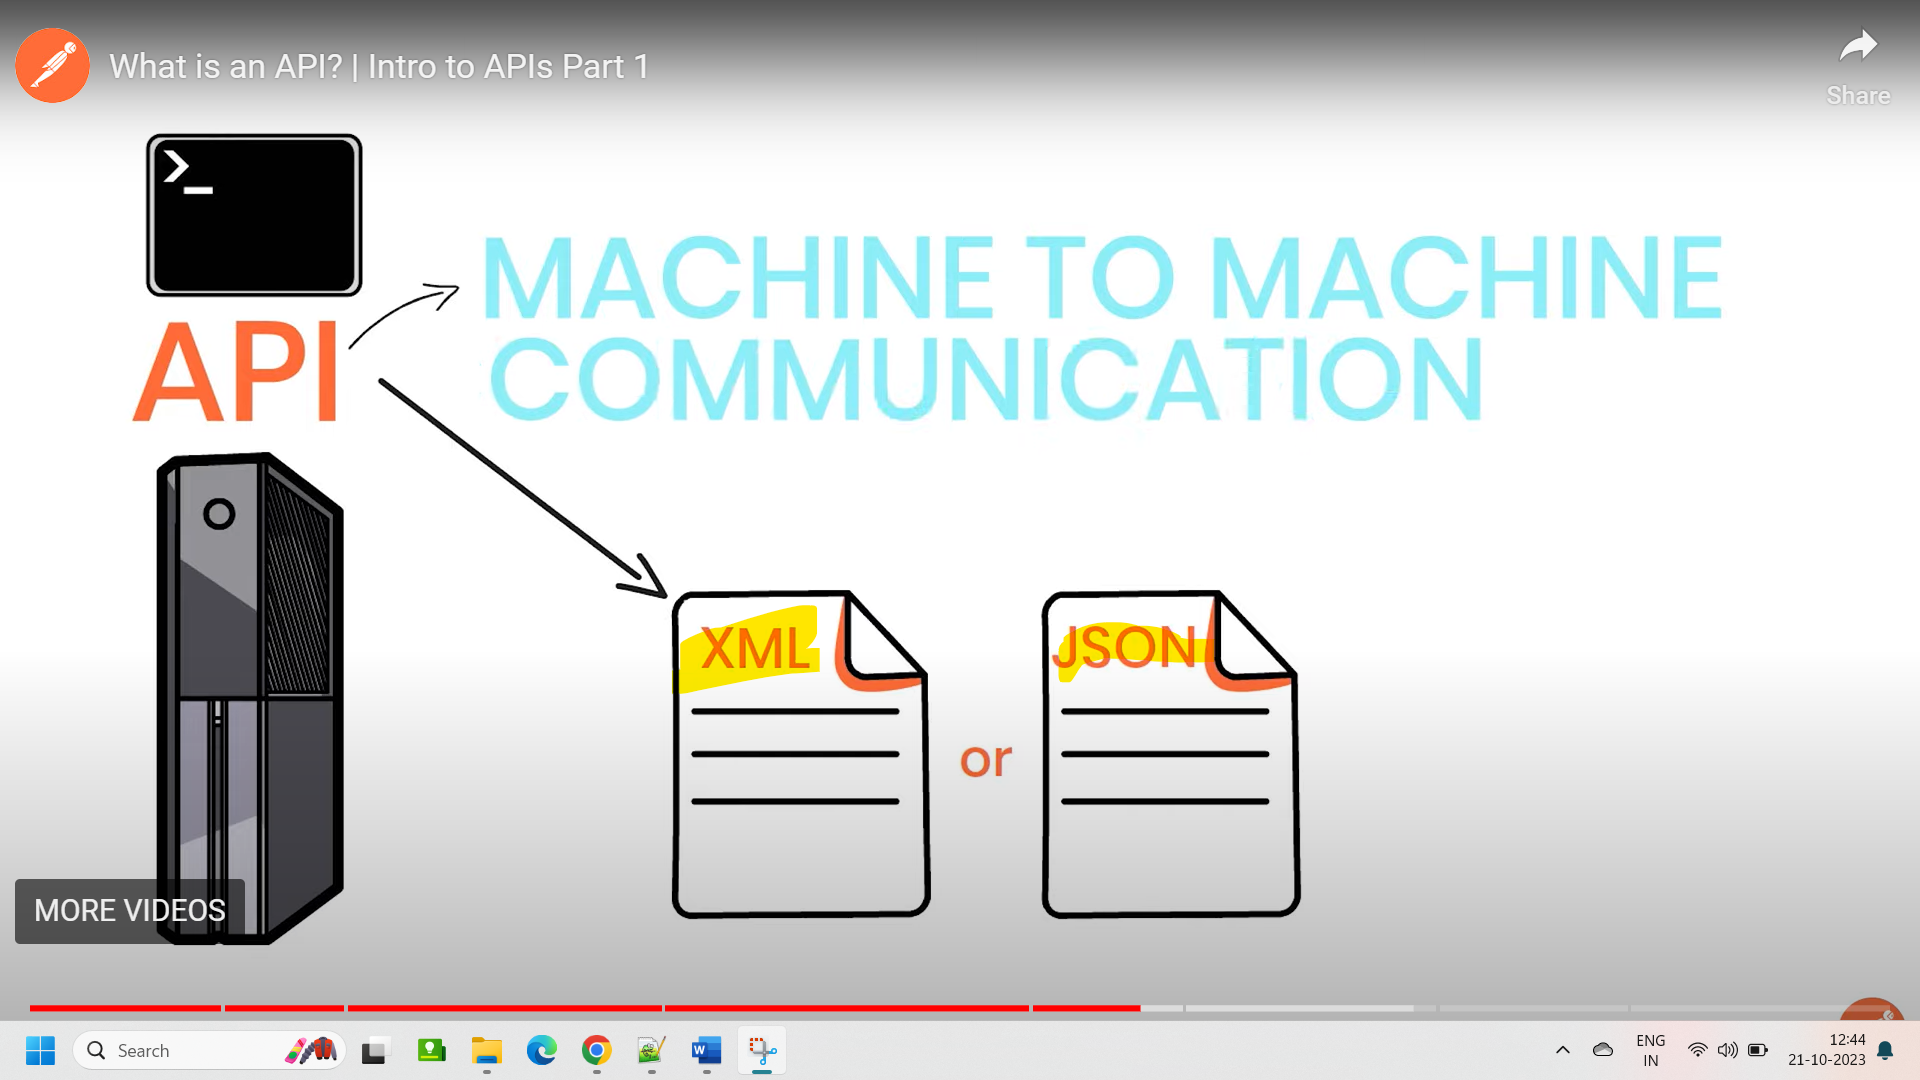 What is an API? | Intro to APIs Part 1
Share
>_
MACHINE TO MACHINE
COMMUNICATION
API
XML
JSON
or
MORE VIDEOS
Search
W
ENG
IN
12:44
21-10-2023